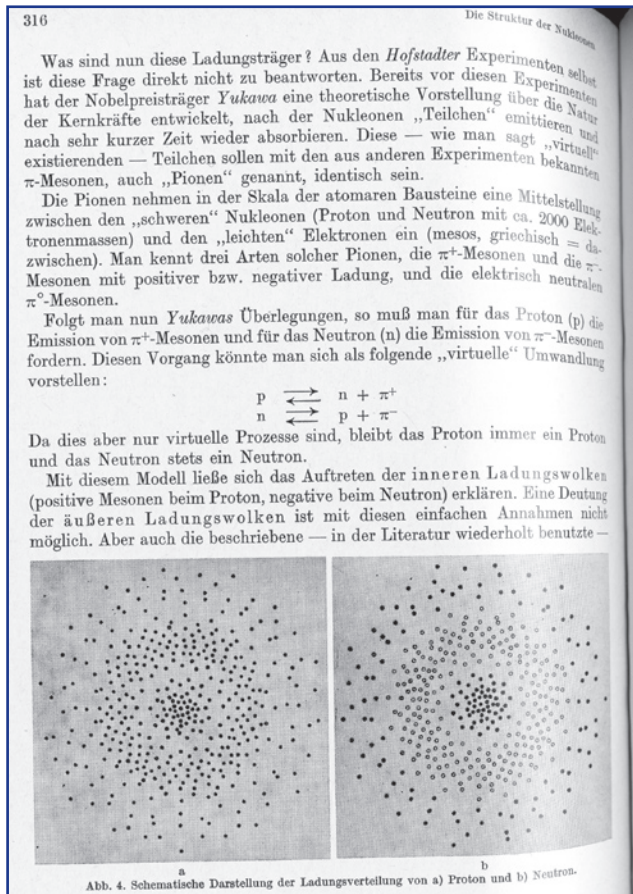 316
Die Struktur der Nukleonen
Was sind nun diese Ladungsträger? Aus den Hofstadter Experimenten selbst
ist diese Frage direkt nicht zu beantworten. Bereits vor diesen Experimenten
hat der Nobelpreisträger Yukawa eine theoretische Vorstellung über die Natur
der Kernkräfte entwickelt, nach der Nukleonen „Teilchen“ emittieren und
nach sehr kurzer Zeit wieder absorbieren. Diese — wie man sagt „virtuell“
existierenden — Teilchen sollen mit den aus anderen Experimenten bekannten
π-Mesonen, auch „Pionen“ genannt, identisch sein.
Die Pionen nehmen in der Skala der atomaren Bausteine eine Mittelstellung
zwischen den „schweren“ Nukleonen (Proton und Neutron mit ca. 2000 Elek-
tronenmassen) und den „leichten“ Elektronen ein (mesos, griechisch = da-
zwischen). Man kennt drei Arten solcher Pionen, die π⁺-Mesonen und die π⁻-
Mesonen mit positiver bzw. negativer Ladung, und die elektrisch neutralen
π°-Mesonen.
Folgt man nun Yukawas Überlegungen, so muß man für das Proton (p) die
Emission von π⁺-Mesonen und für das Neutron (n) die Emission von π⁻-Mesonen
fordern. Diesen Vorgang könnte man sich als folgende „virtuelle“ Umwandlung
vorstellen:
p ⇄ n + π⁺
n ⇄ p + π⁻
Da dies aber nur virtuelle Prozesse sind, bleibt das Proton immer ein Proton
und das Neutron stets ein Neutron.
Mit diesem Modell ließe sich das Auftreten der inneren Ladungswolken
(positive Mesonen beim Proton, negative beim Neutron) erklären. Eine Deutung
der äußeren Ladungswolken ist mit diesen einfachen Annahmen nicht
möglich. Aber auch die beschriebene — in der Literatur wiederholt benutzte —
a
b
Abb. 4. Schematische Darstellung der Ladungsverteilung von a) Proton und b) Neutron.